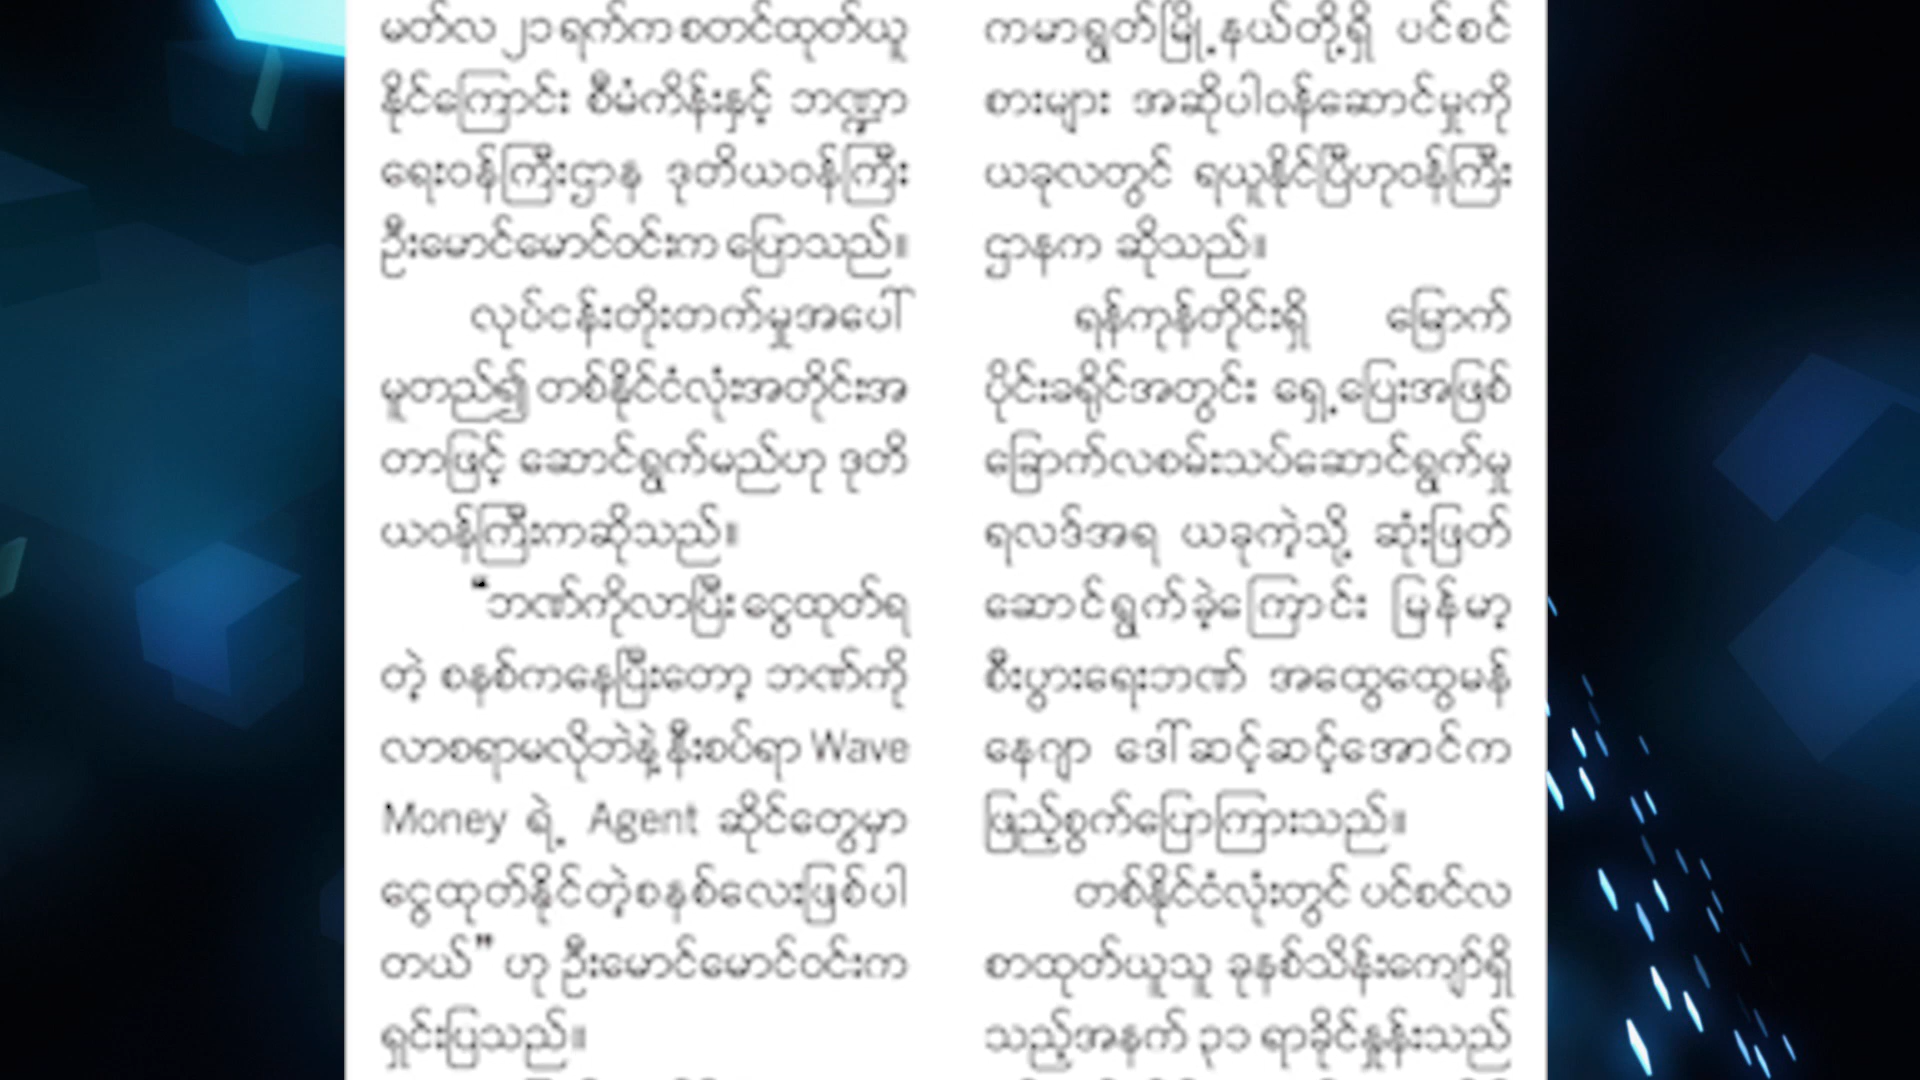 မတ်လ ၂၁ ရက်က စတင်ထုတ်ယူ
နိုင်ကြောင်း စီမံကိန်းနှင့် ဘဏ္ဍာ
ရေးဝန်ကြီးဌာန ဒုတိယဝန်ကြီး
ဦးမောင်မောင်ဝင်းက ပြောသည်။
လုပ်ငန်းတိုးတက်မှုအပေါ်
မူတည်၍ တစ်နိုင်ငံလုံးအတိုင်းအ
တာဖြင့် ဆောင်ရွက်မည်ဟု ဒုတိ
ယဝန်ကြီးကဆိုသည်။
“ဘဏ်ကိုလာပြီး ငွေထုတ်ရ
တဲ့ စနစ်ကနေပြီးတော့ ဘဏ်ကို
လာစရာမလိုဘဲနဲ့ နီးစပ်ရာ Wave
Money ရဲ့ Agent ဆိုင်တွေမှာ
ငွေထုတ်နိုင်တဲ့စနစ်လေးဖြစ်ပါ
တယ်” ဟု ဦးမောင်မောင်ဝင်းက
ရှင်းပြသည်။
ကမာရွတ်မြို့နယ်တို့ရှိ ပင်စင်
စားများ အဆိုပါဝန်ဆောင်မှုကို
ယခုလတွင် ရယူနိုင်ပြီဟုဝန်ကြီး
ဌာနက ဆိုသည်။
ရန်ကုန်တိုင်းရှိ မြောက်
ပိုင်းခရိုင်အတွင်း ရှေ့ပြေးအဖြစ်
ခြောက်လစမ်းသပ်ဆောင်ရွက်မှု
ရလဒ်အရ ယခုကဲ့သို့ ဆုံးဖြတ်
ဆောင်ရွက်ခဲ့ကြောင်း မြန်မာ့
စီးပွားရေးဘဏ် အထွေထွေမန်
နေဂျာ ဒေါ်ဆင့်ဆင့်အောင်က
ဖြည့်စွက်ပြောကြားသည်။
တစ်နိုင်ငံလုံးတွင် ပင်စင်လ
စာထုတ်ယူသူ ခုနစ်သိန်းကျော်ရှိ
သည့်အနက် ၃၁ ရာခိုင်နှုန်းသည်